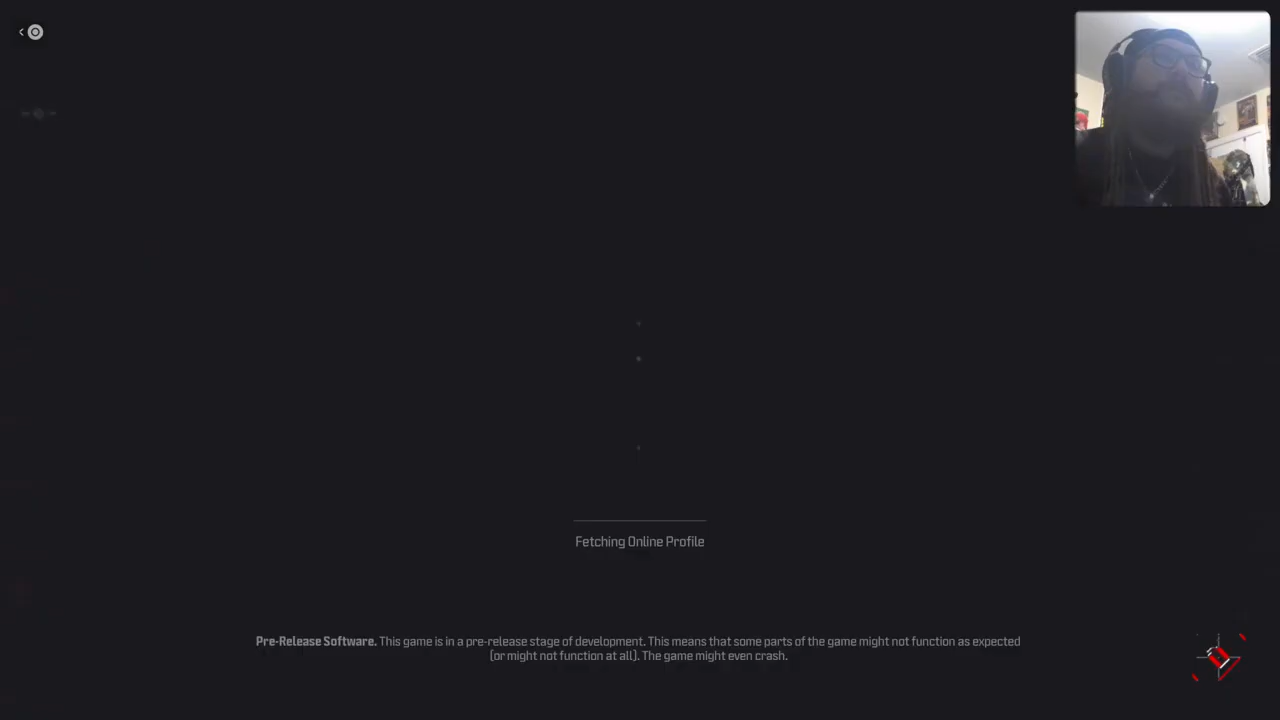 Fetching Online Profile
Pre-Release Software. This game is in a pre-release stage of development. This means that some parts of the game might not function as expected
(or might not function at all). The game might even crash.